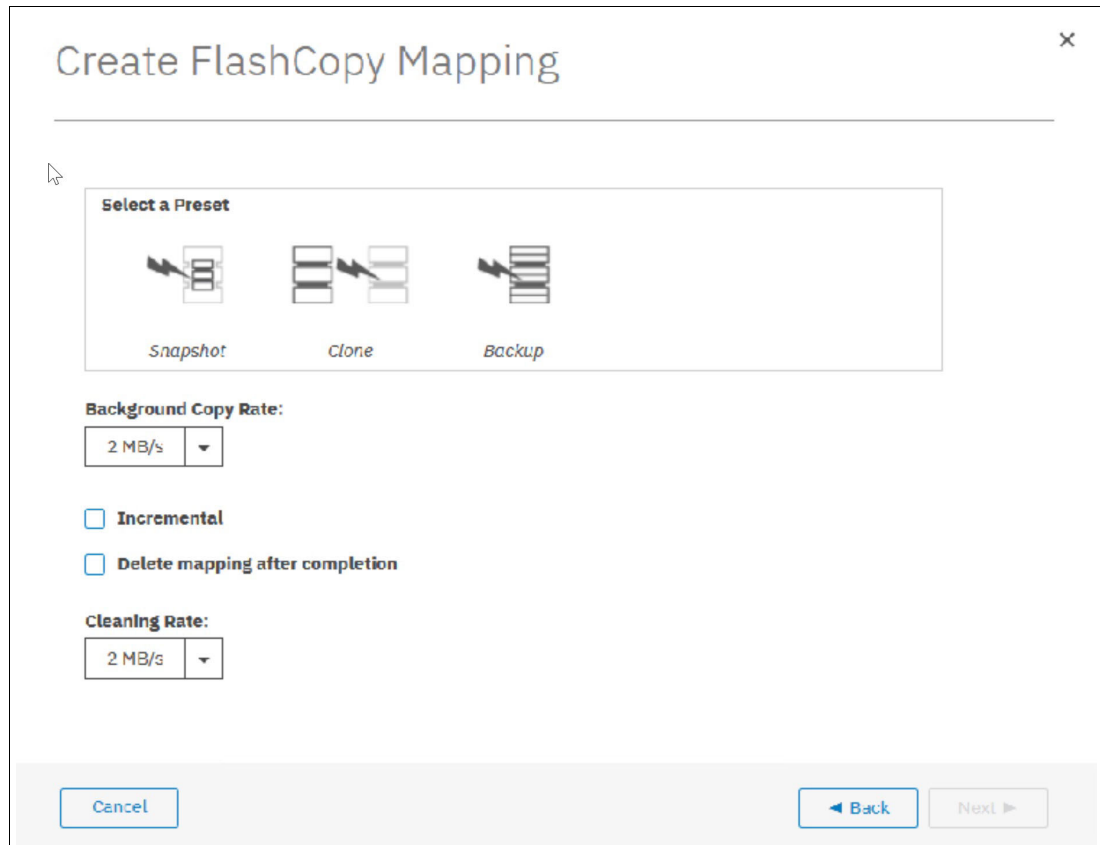 Create FlashCopy Mapping
Select a Preset
Snapshot Clone Backup
Background Copy Rate:
2 MB/s
Incremental
Delete mapping after completion
Cleaning Rate:
2 MB/s
Cancel Back Next